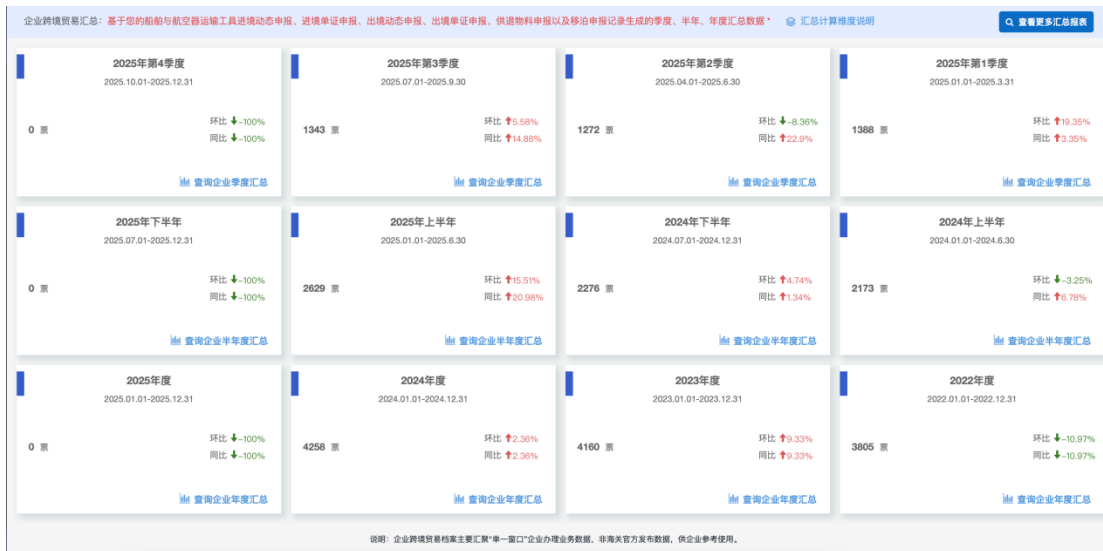 企业跨境贸易汇总：基于您的船舶与航空器运输工具进境动态申报、进境单证申报、出境动态申报、出境单证申报、供退物料申报以及移泊申报记录生成的季度、半年、年度汇总数据 * 汇总计算维度说明 查看更多汇总报表
2025年第4季度 2025年第3季度 2025年第2季度 2025年第1季度
2025.10.01-2025.12.31 2025.07.01-2025.9.30 2025.04.01-2025.6.30 2025.01.01-2025.3.31
0 票 环比 -100% 1343 票 环比 5.58% 1272 票 环比 -8.36% 1388 票 环比 19.35%
同比 -100% 同比 14.88% 同比 22.9% 同比 3.35%
查询企业季度汇总 查询企业季度汇总 查询企业季度汇总 查询企业季度汇总
2025年下半年 2025年上半年 2024年下半年 2024年上半年
2025.07.01-2025.12.31 2025.01.01-2025.6.30 2024.07.01-2024.12.31 2024.01.01-2024.6.30
0 票 环比 -100% 2629 票 环比 15.51% 2276 票 环比 4.74% 2173 票 环比 -3.25%
同比 -100% 同比 20.98% 同比 1.34% 同比 6.78%
查询企业半年度汇总 查询企业半年度汇总 查询企业半年度汇总 查询企业半年度汇总
2025年度 2024年度 2023年度 2022年度
2025.01.01-2025.12.31 2024.01.01-2024.12.31 2023.01.01-2023.12.31 2022.01.01-2022.12.31
0 票 环比 -100% 4258 票 环比 2.36% 4160 票 环比 9.33% 3805 票 环比 -10.97%
同比 -100% 同比 2.36% 同比 9.33% 同比 -10.97%
查询企业年度汇总 查询企业年度汇总 查询企业年度汇总 查询企业年度汇总
说明：企业跨境贸易档案主要汇聚"单一窗口"企业办理业务数据，非海关官方发布数据，供企业参考使用。